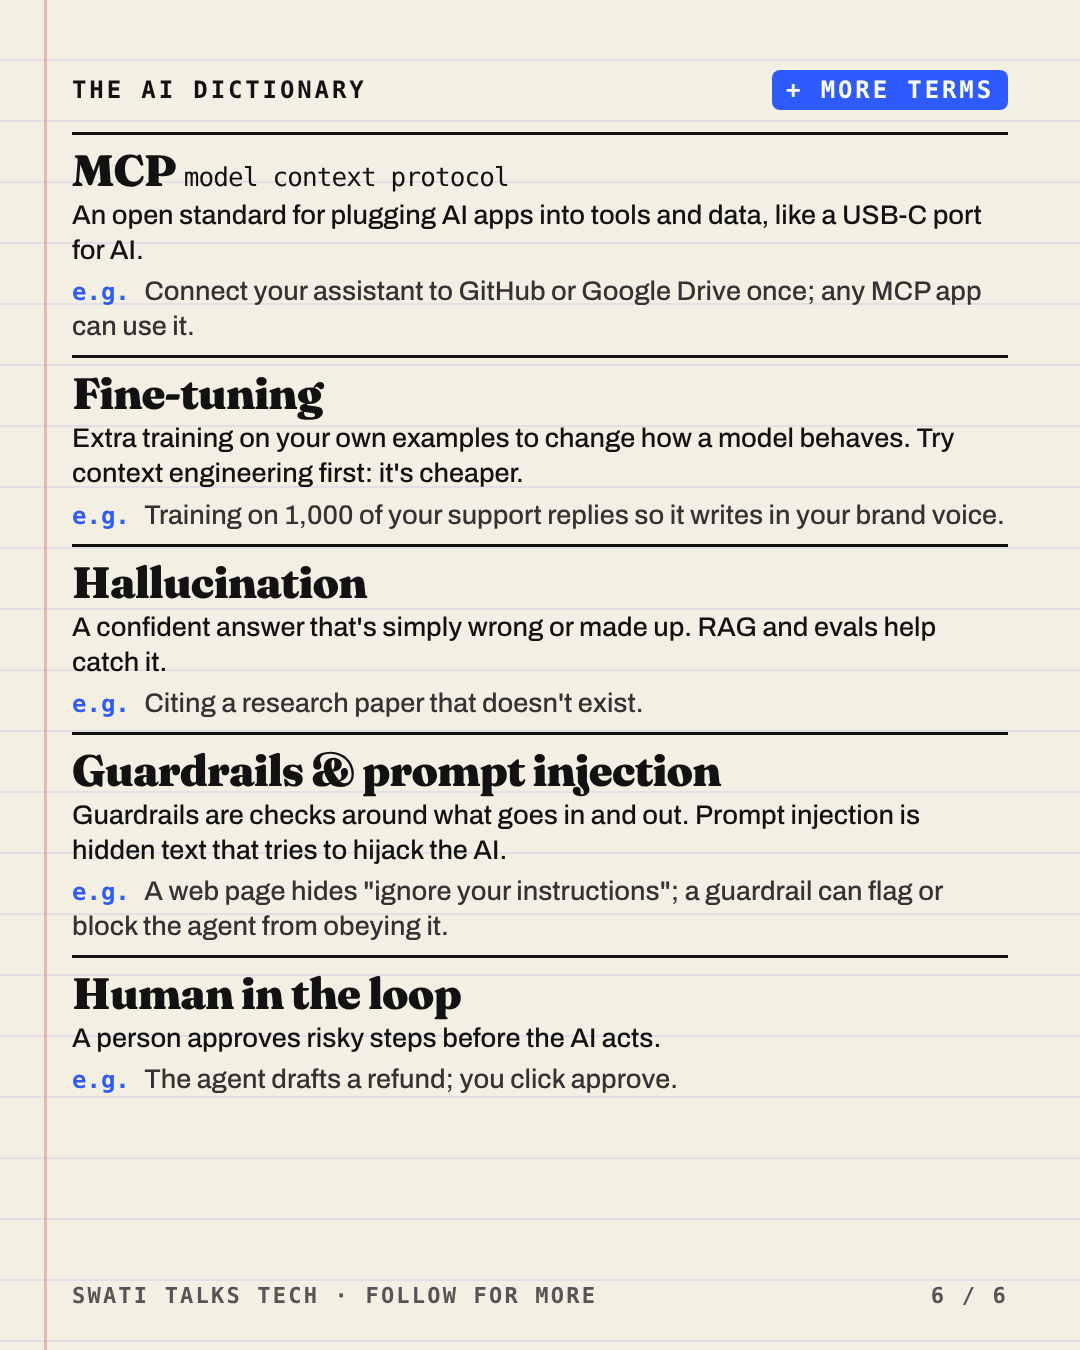 THE AI DICTIONARY
+ MORE TERMS
MCP model context protocol
An open standard for plugging AI apps into tools and data, like a USB-C port
for AI.
e.g. Connect your assistant to GitHub or Google Drive once; any MCP app
can use it.
Fine-tuning
Extra training on your own examples to change how a model behaves. Try
context engineering first: it's cheaper.
e.g. Training on 1,000 of your support replies so it writes in your brand voice.
Hallucination
A confident answer that's simply wrong or made up. RAG and evals help
catch it.
e.g. Citing a research paper that doesn't exist.
Guardrails & prompt injection
Guardrails are checks around what goes in and out. Prompt injection is
hidden text that tries to hijack the AI.
e.g. A web page hides "ignore your instructions"; a guardrail can flag or
block the agent from obeying it.
Human in the loop
A person approves risky steps before the AI acts.
e.g. The agent drafts a refund; you click approve.
SWATI TALKS TECH · FOLLOW FOR MORE
6 / 6